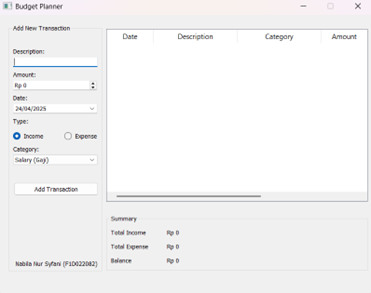 Budget Planner
Add New Transaction
Description:
Amount:
Rp 0
Date:
24/04/2025
Type:
Income Expense
Category:
Salary (Gaji)
Add Transaction
Nabila Nur Syfani (F1D022082)
Date Description Category Amount
Summary
Total Income Rp 0
Total Expense Rp 0
Balance Rp 0